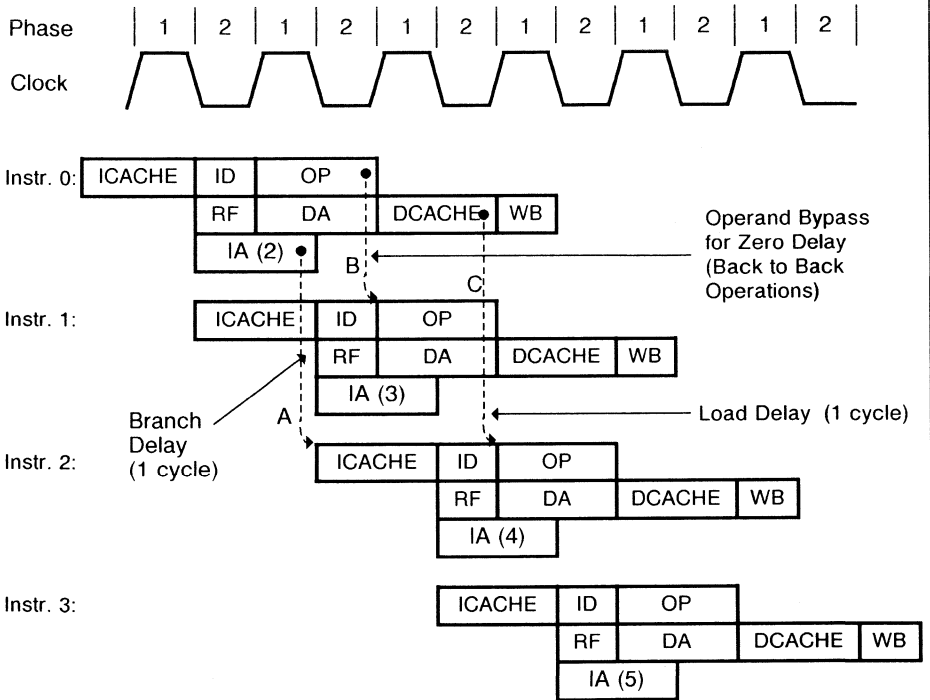 Phase 1 2 1 2 1 2 1 2 1 2 1 2
Clock
Instr. 0: ICACHE ID OP
RF DA DCACHE WB
IA (2)
Operand Bypass
for Zero Delay
(Back to Back
Operations)
B
C
Instr. 1: ICACHE ID OP
RF DA DCACHE WB
IA (3)
Branch
Delay
(1 cycle)
A
Load Delay (1 cycle)
Instr. 2: ICACHE ID OP
RF DA DCACHE WB
IA (4)
Instr. 3: ICACHE ID OP
RF DA DCACHE WB
IA (5)